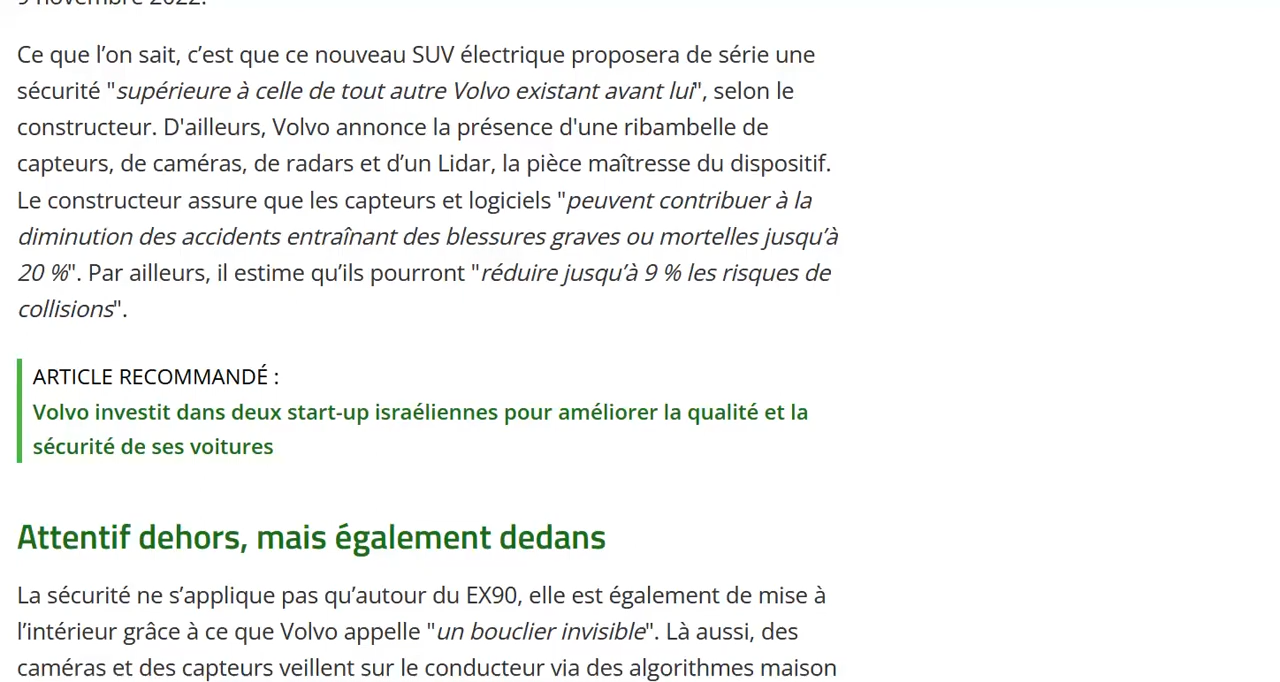 9 novembre 2022.
Ce que l’on sait, c’est que ce nouveau SUV électrique proposera de série une
sécurité "supérieure à celle de tout autre Volvo existant avant lui", selon le
constructeur. D'ailleurs, Volvo annonce la présence d'une ribambelle de
capteurs, de caméras, de radars et d’un Lidar, la pièce maîtresse du dispositif.
Le constructeur assure que les capteurs et logiciels "peuvent contribuer à la
diminution des accidents entraînant des blessures graves ou mortelles jusqu’à
20 %". Par ailleurs, il estime qu’ils pourront "réduire jusqu’à 9 % les risques de
collisions".
ARTICLE RECOMMANDÉ :
Volvo investit dans deux start-up israéliennes pour améliorer la qualité et la
sécurité de ses voitures
Attentif dehors, mais également dedans
La sécurité ne s’applique pas qu’autour du EX90, elle est également de mise à
l’intérieur grâce à ce que Volvo appelle "un bouclier invisible". Là aussi, des
caméras et des capteurs veillent sur le conducteur via des algorithmes maison